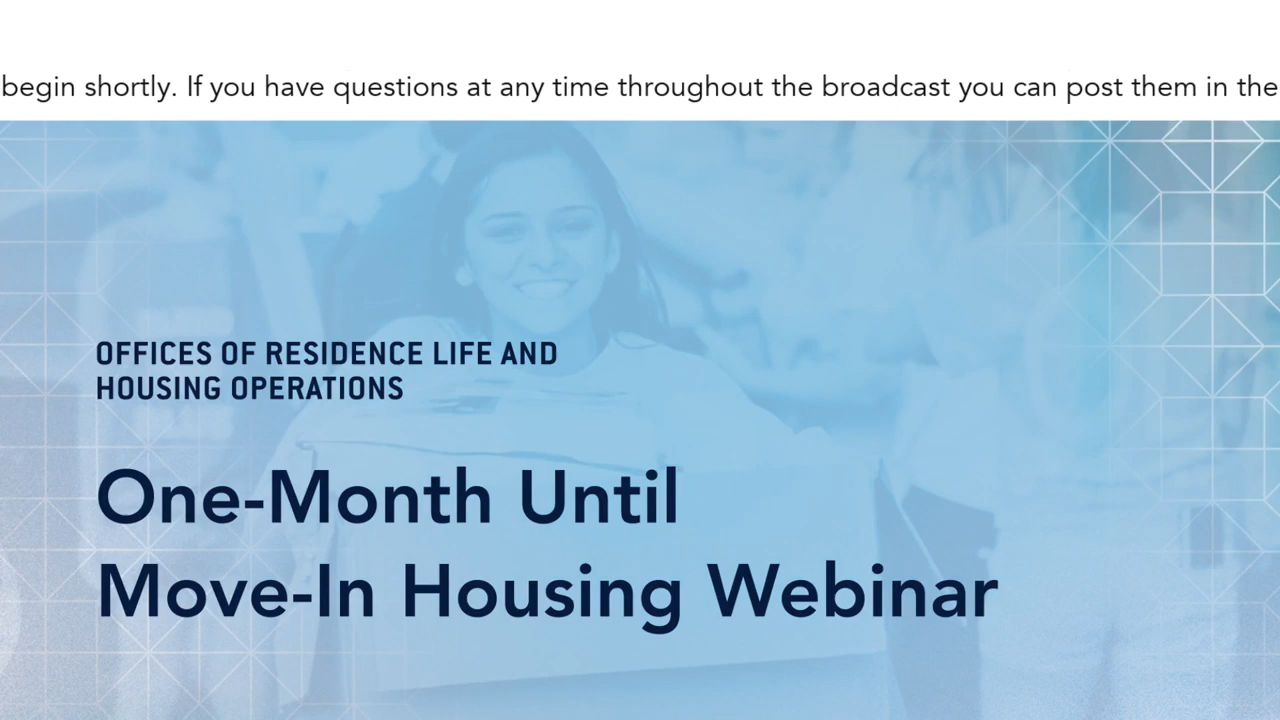 begin shortly. If you have questions at any time throughout the broadcast you can post them in the
OFFICES OF RESIDENCE LIFE AND
HOUSING OPERATIONS
One-Month Until
Move-In Housing Webinar